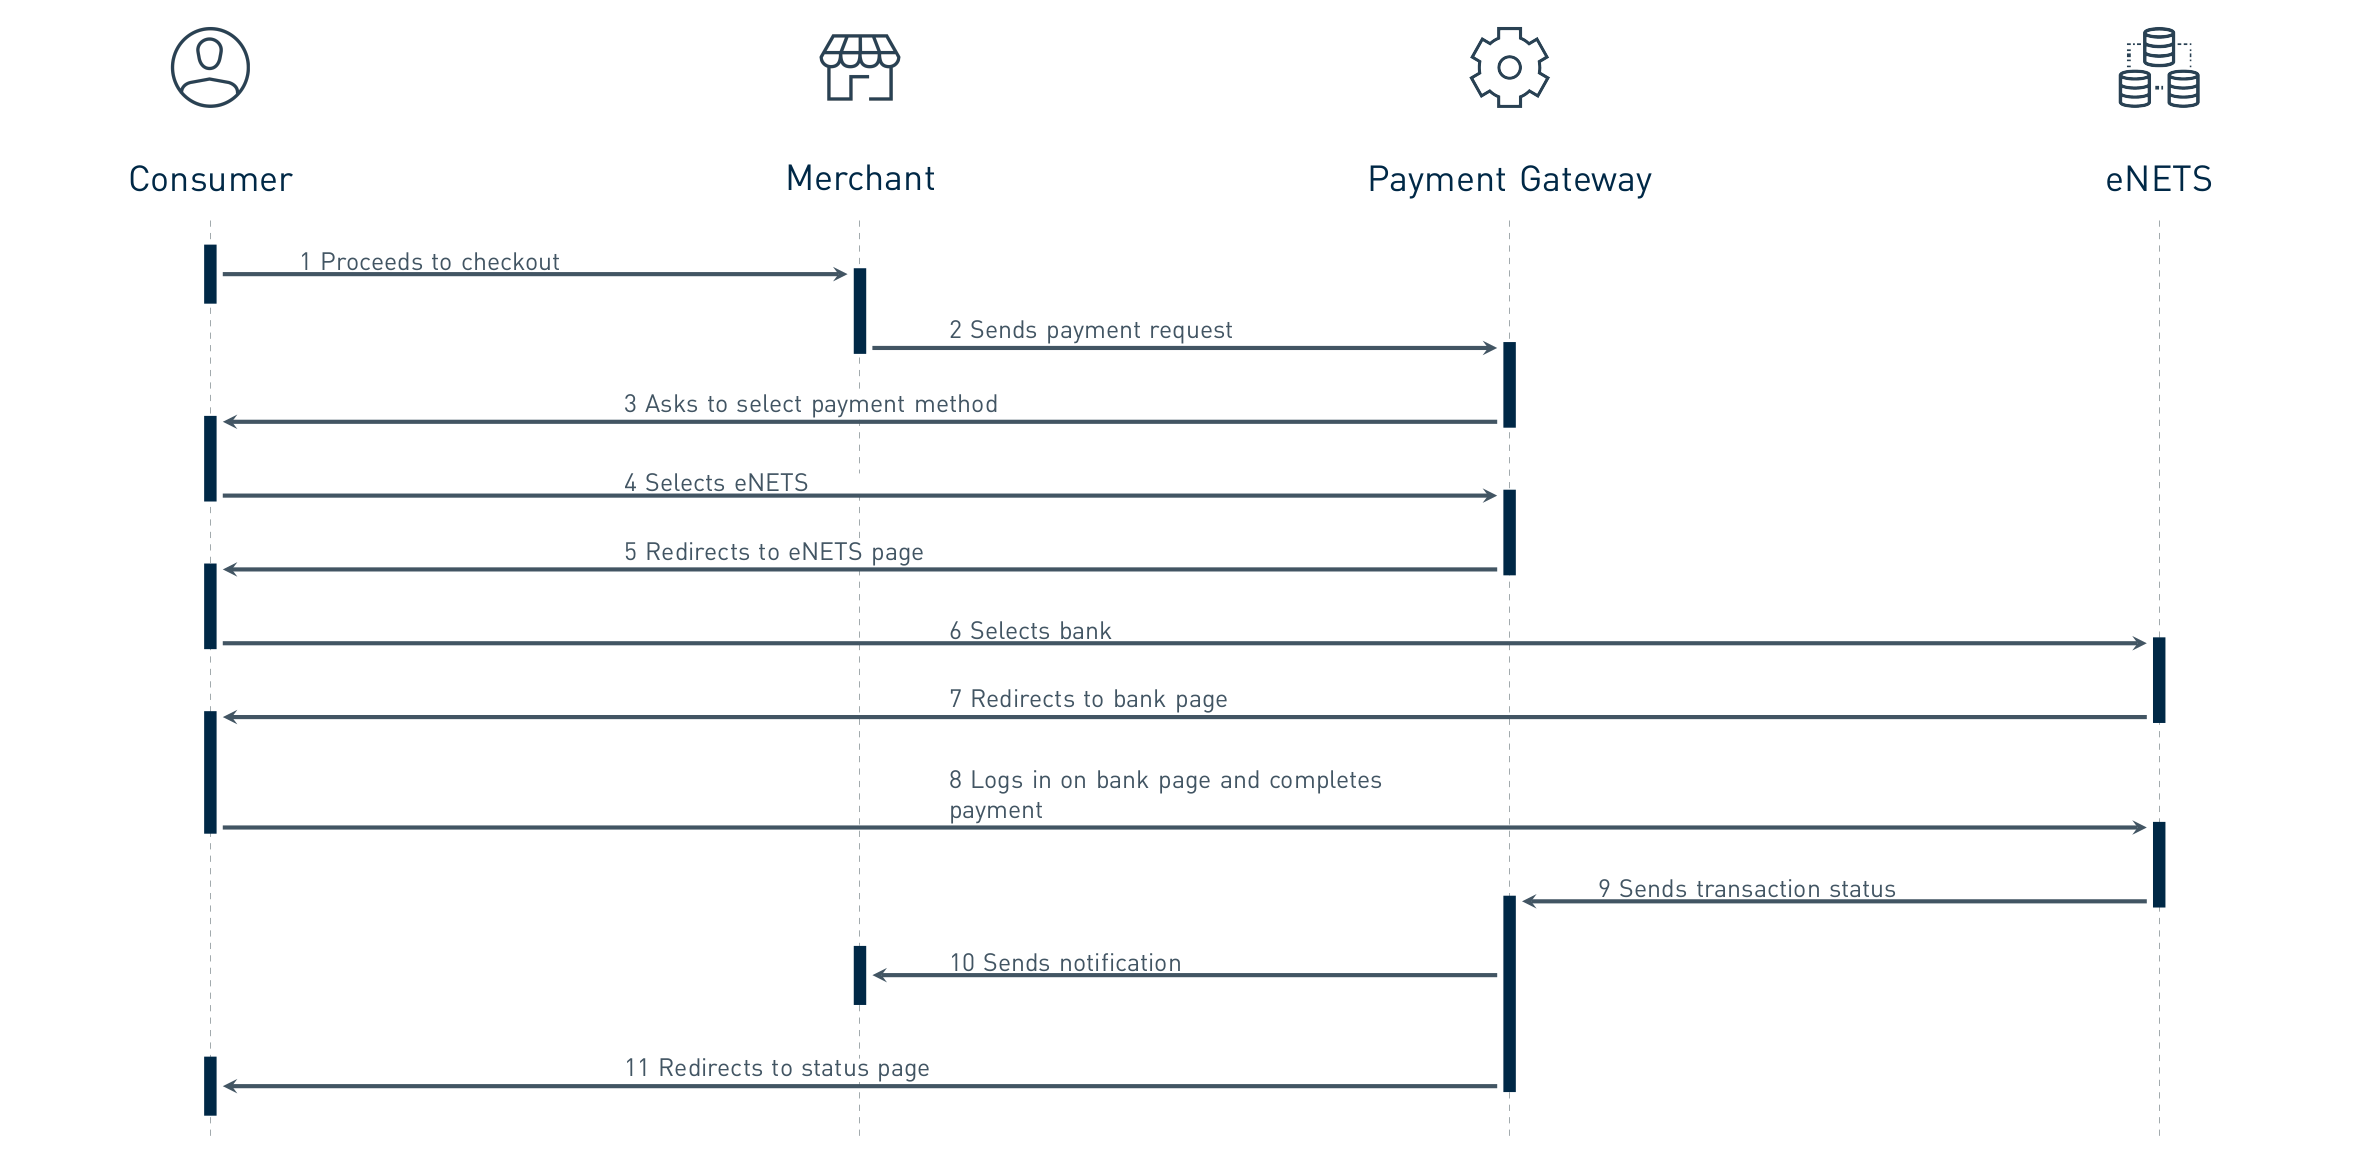 Consumer
Merchant
Payment Gateway
eNETS
1 Proceeds to checkout
2 Sends payment request
3 Asks to select payment method
4 Selects eNETS
5 Redirects to eNETS page
6 Selects bank
7 Redirects to bank page
8 Logs in on bank page and completes
payment
9 Sends transaction status
10 Sends notification
11 Redirects to status page